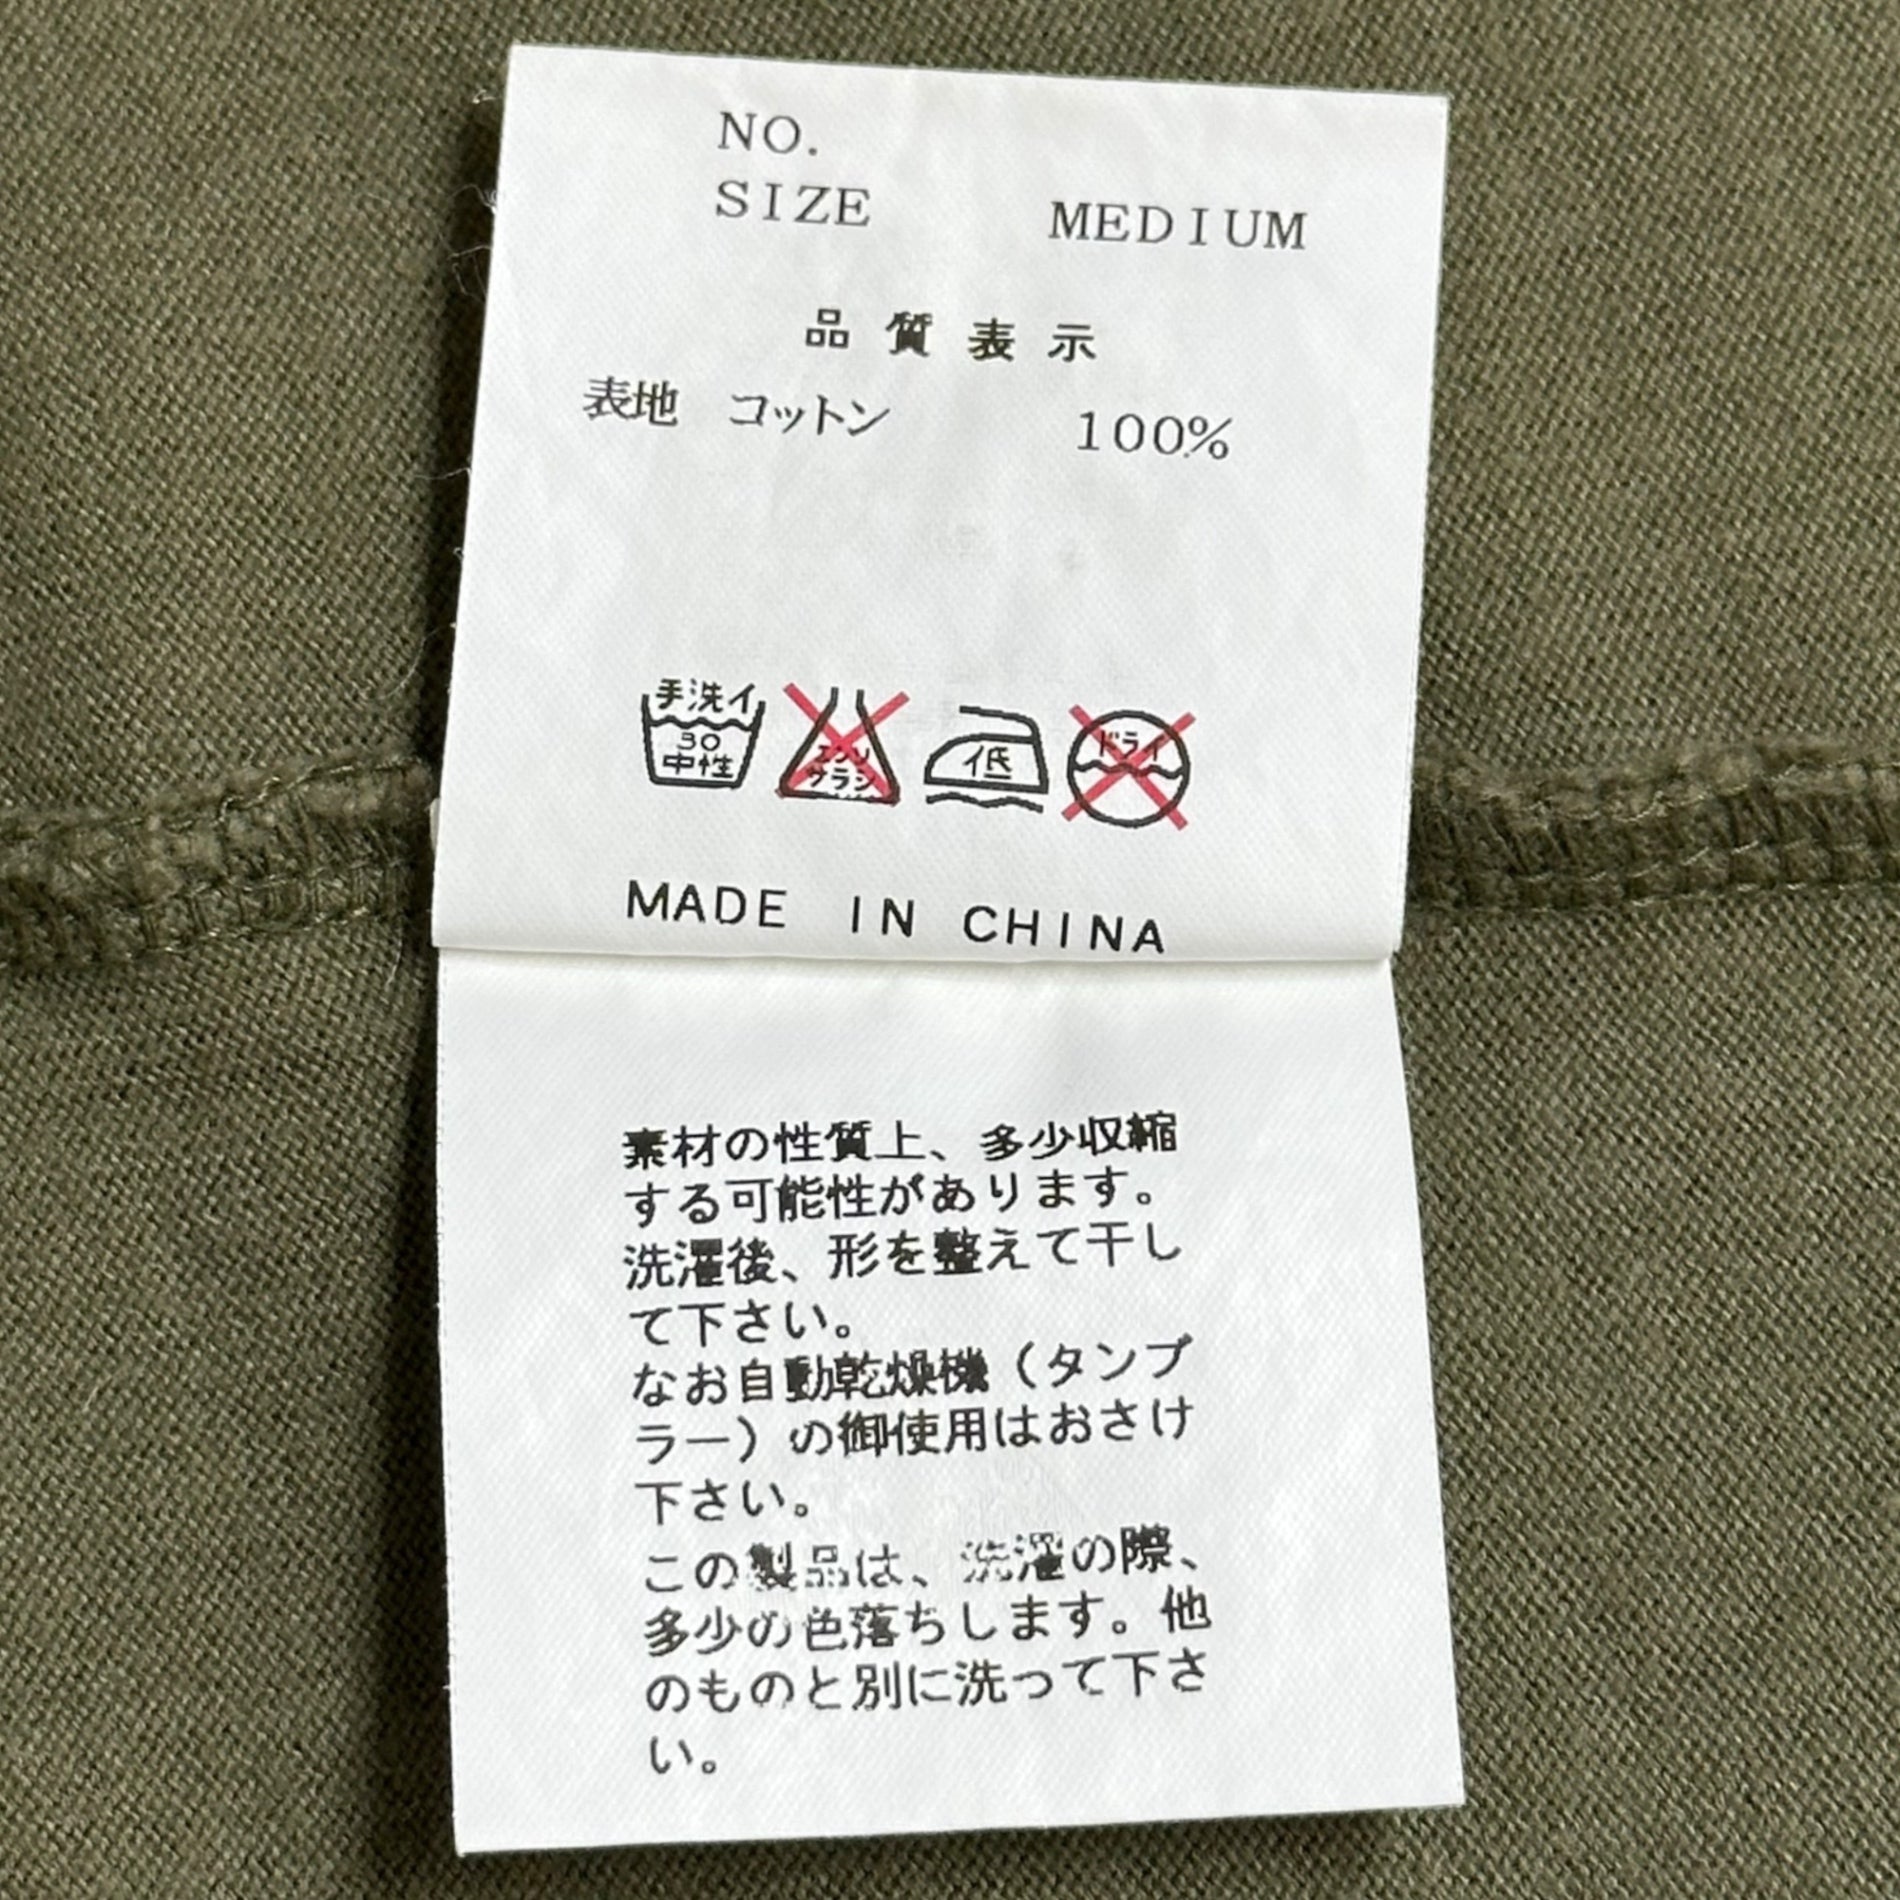 NO.
SIZE MEDIUM
品質表示
表地 コットン 100%
手洗イ
30
中性
エンソ
サラシ
低
ドライ
MADE IN CHINA
素材の性質上、多少収縮
する可能性があります。
洗濯後、形を整えて干し
て下さい。
なお自動乾燥機（タンブ
ラー）の御使用はおさけ
下さい。
この製品は、洗濯の際、
多少の色落ちします。他
のものと別に洗って下さ
い。